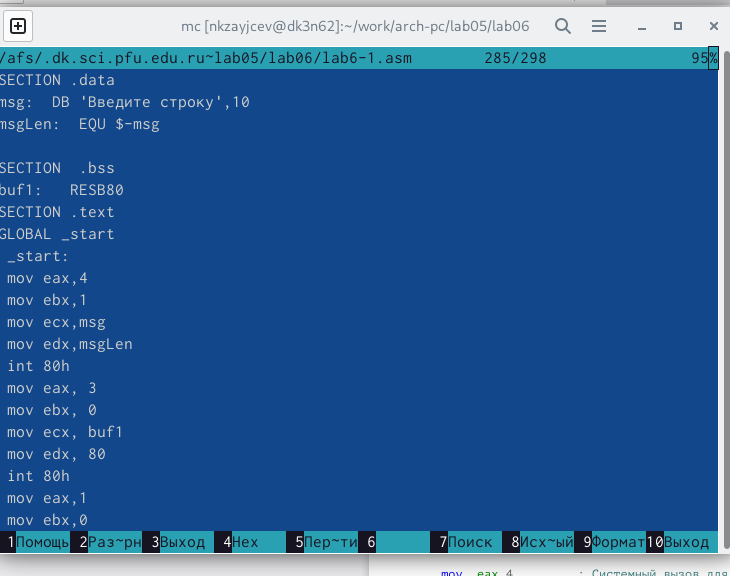 mc [nkzayjcev@dk3n62]:~/work/arch-pc/lab05/lab06
/afs/.dk.sci.pfu.edu.ru~lab05/lab06/lab6-1.asm 285/298 95%
SECTION .data
msg: DB 'Введите строку',10
msgLen: EQU $-msg
SECTION .bss
buf1: RESB80
SECTION .text
GLOBAL _start
_start:
mov eax,4
mov ebx,1
mov ecx,msg
mov edx,msgLen
int 80h
mov eax, 3
mov ebx, 0
mov ecx, buf1
mov edx, 80
int 80h
mov eax,1
mov ebx,0
1Помощь 2Раз~рн 3Выход 4Hex 5Пер~ти 6 7Поиск 8Исх~ый 9Формат 10Выход
mov eax,4 ; Системный вызов для